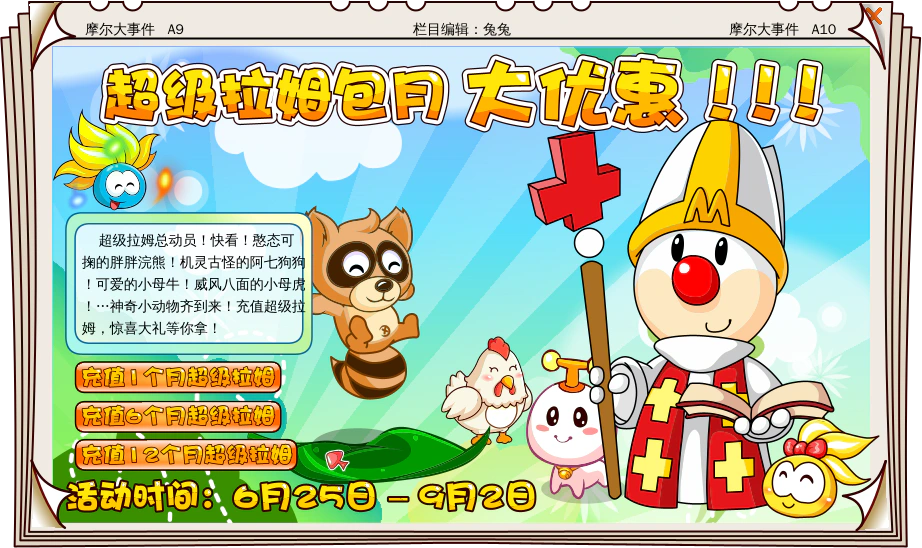 摩尔大事件 A9
栏目编辑：兔兔
摩尔大事件 A10
超级拉姆包月 大优惠！！！
超级拉姆总动员！快看！憨态可
掬的胖胖浣熊！机灵古怪的阿七狗狗
！可爱的小母牛！威风八面的小母虎
！…神奇小动物齐到来！充值超级拉
姆，惊喜大礼等你拿！
充值1个月超级拉姆
充值6个月超级拉姆
充值12个月超级拉姆
活动时间：6月25日－9月2日
M